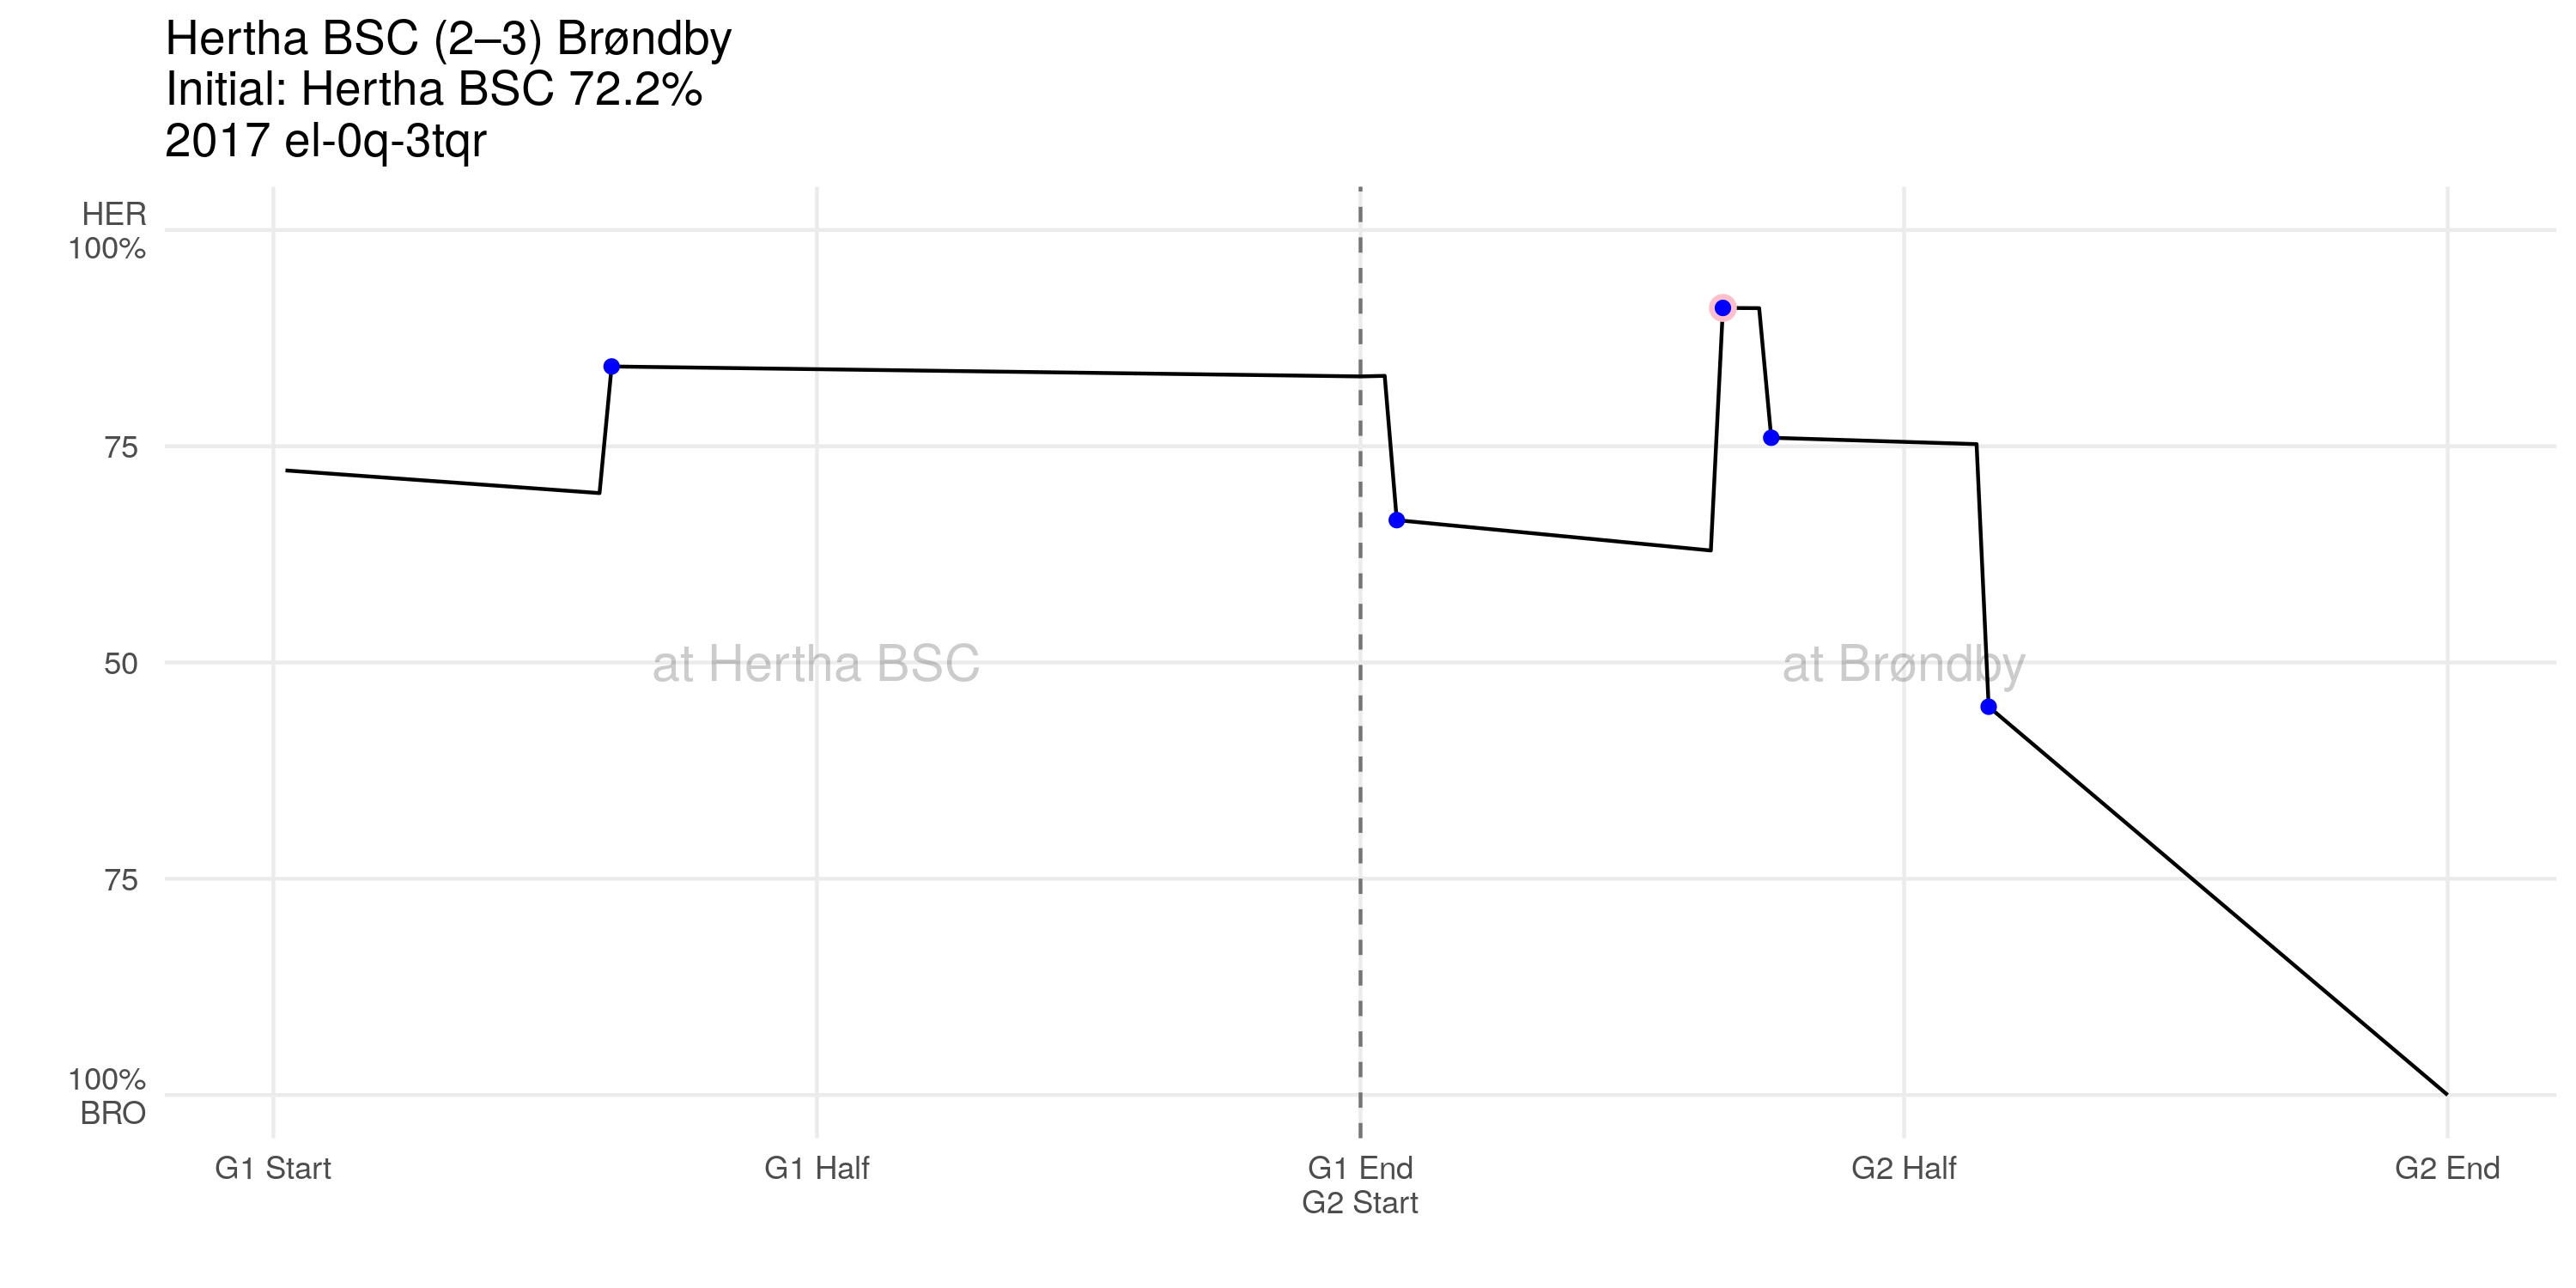 Hertha BSC (2–3) Brøndby
Initial: Hertha BSC 72.2%
2017 el-0q-3tqr
HER
100%
75
50
75
100%
BRO
at Hertha BSC
at Brøndby
G1 Start
G1 Half
G1 End
G2 Start
G2 Half
G2 End